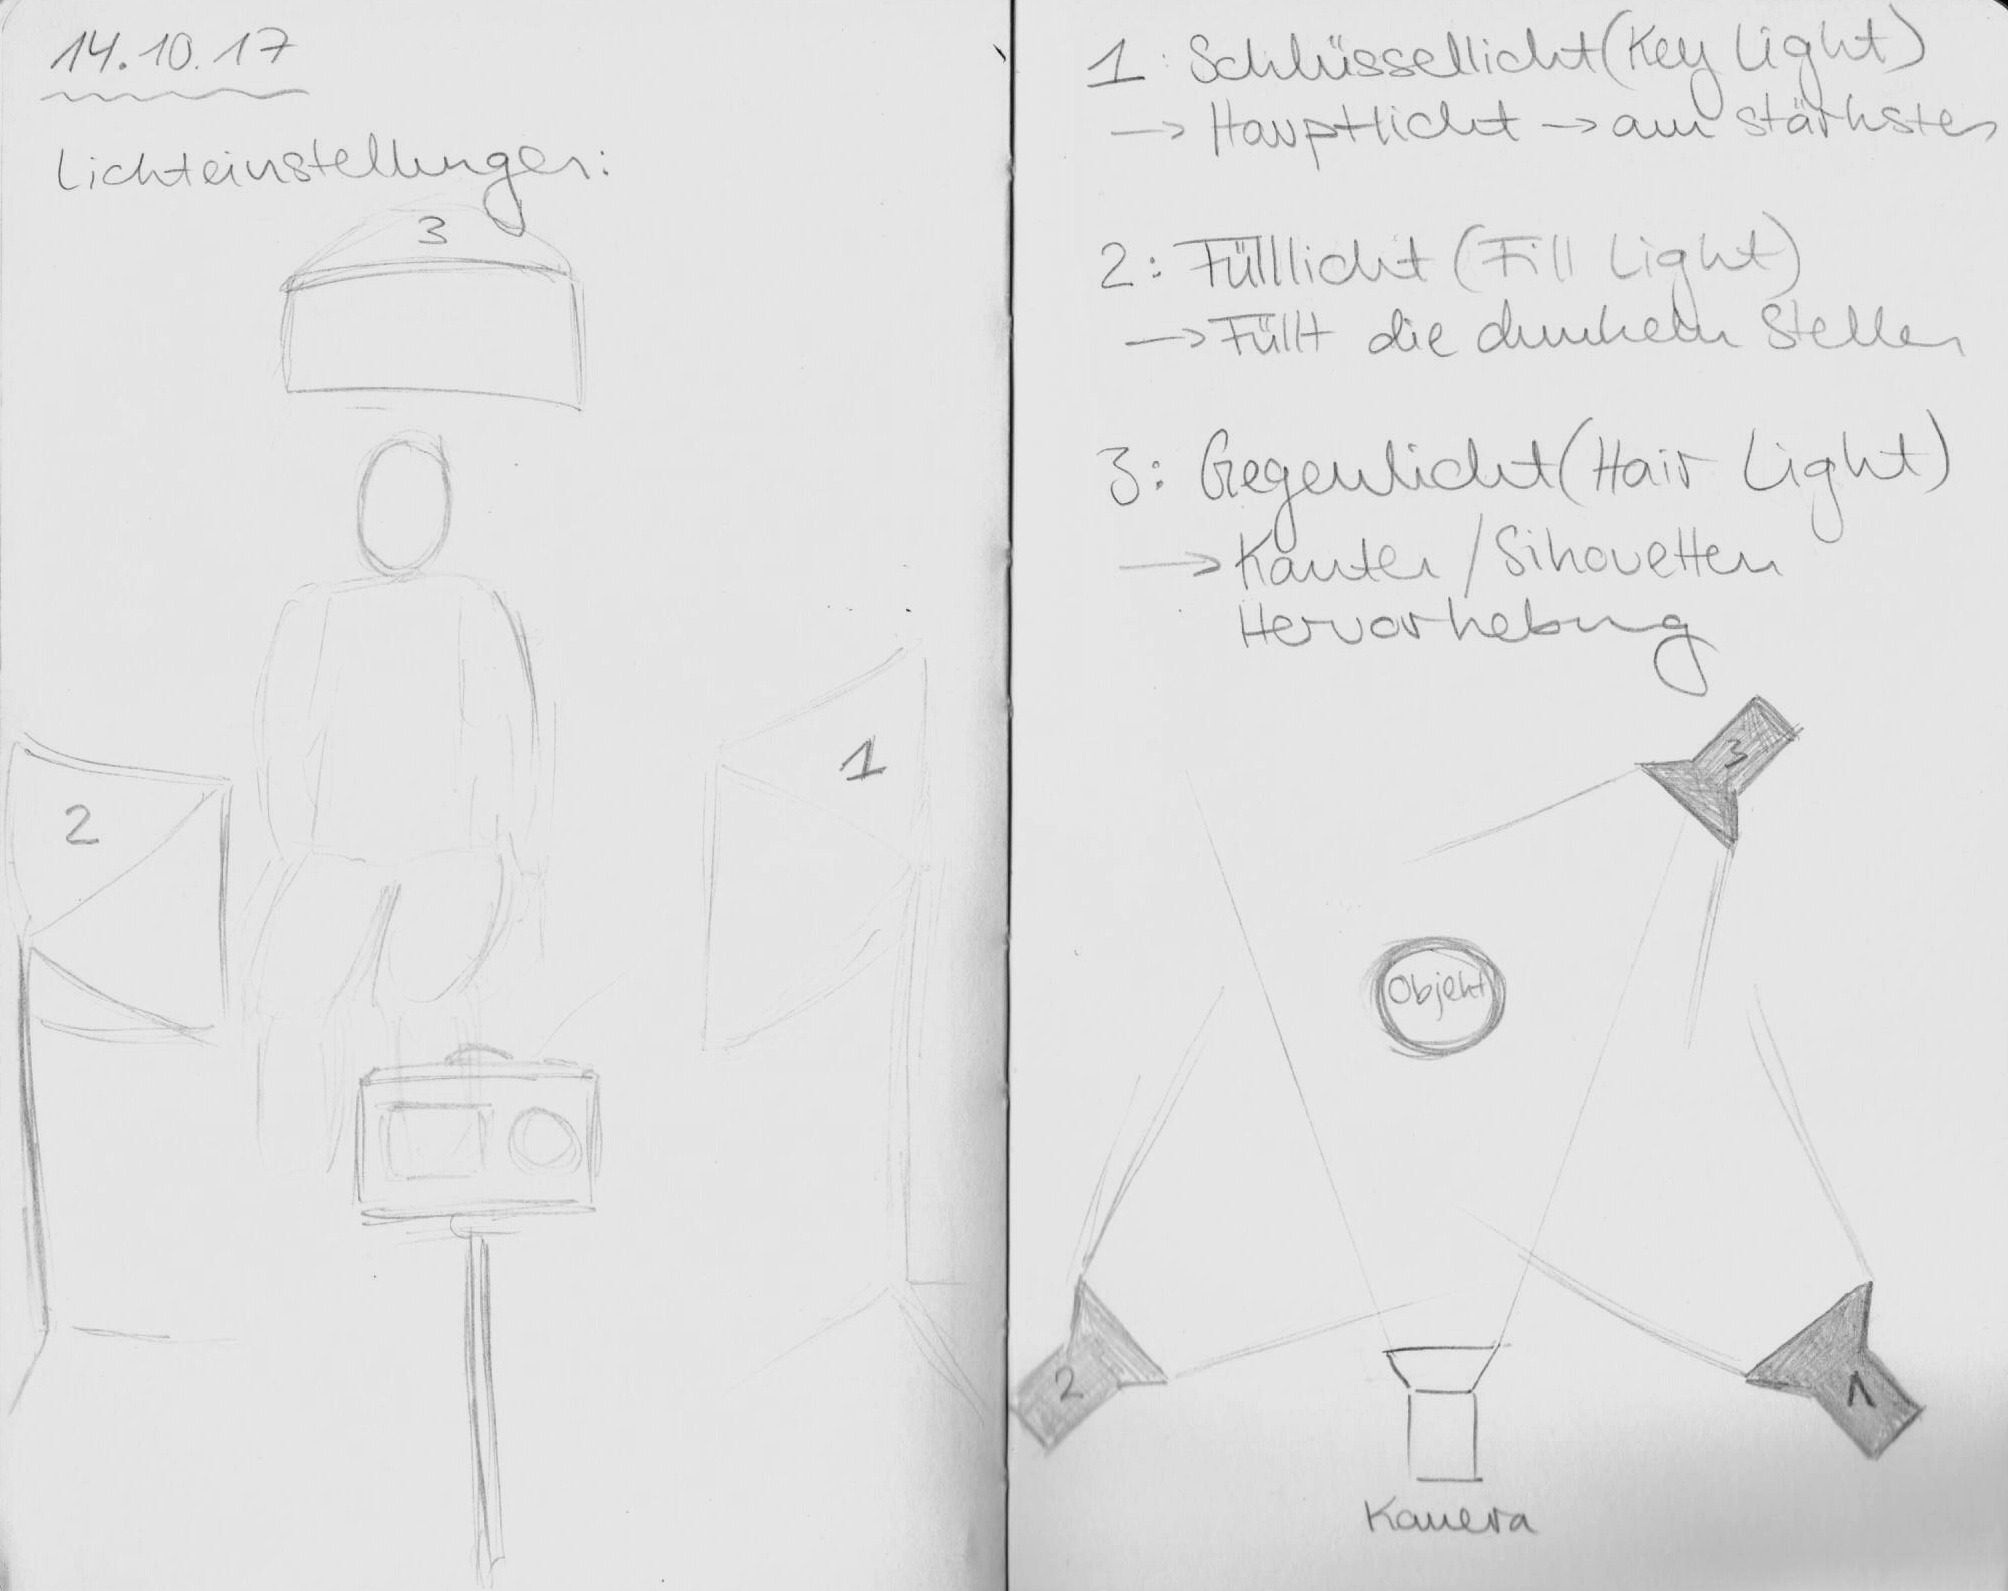 14.10.17
Lichteinstellungen:
3
2
1
1: Schlüssellicht (Key Light)
→ Hauptlicht → am stärksten
2: Fülllicht (Fill Light)
→ Füllt die dunkeln Stellen
3: Gegenlicht (Hair Light)
→ Kanten / Sihouetten
Hervorhebung
3
Objekt
2
1
Kamera